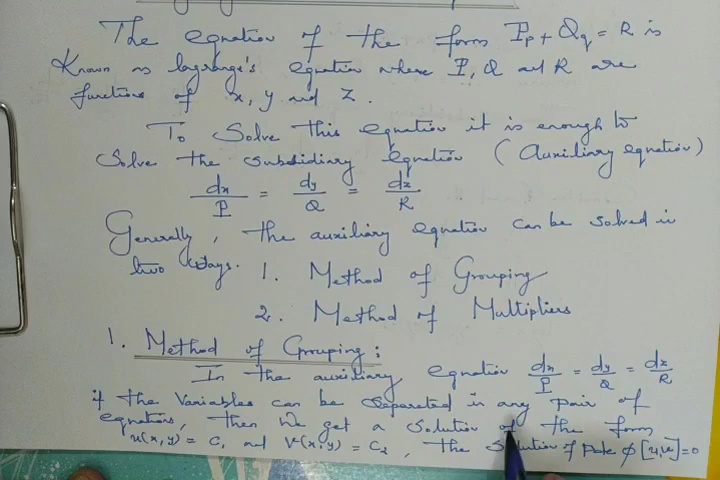 The equation of the form Pp + Qq = R is
Known as lagrange's equation where P, Q and R are
functions of x, y and z.
To Solve this equation it is enough to
Solve the subsidiary equation (Auxiliary equation)
dx/P = dy/Q = dz/R
Generally, the auxiliary equation can be solved in
two ways. 1. Method of Grouping
2. Method of Multipliers
1. Method of Grouping:
In the auxiliary equation dx/P = dy/Q = dz/R,
if the variables can be separated in any pair of
equations, then we get a solution of the form
u(x,y) = C1 and v(x,y) = C2, the solution of pde ϕ[u,v]=0